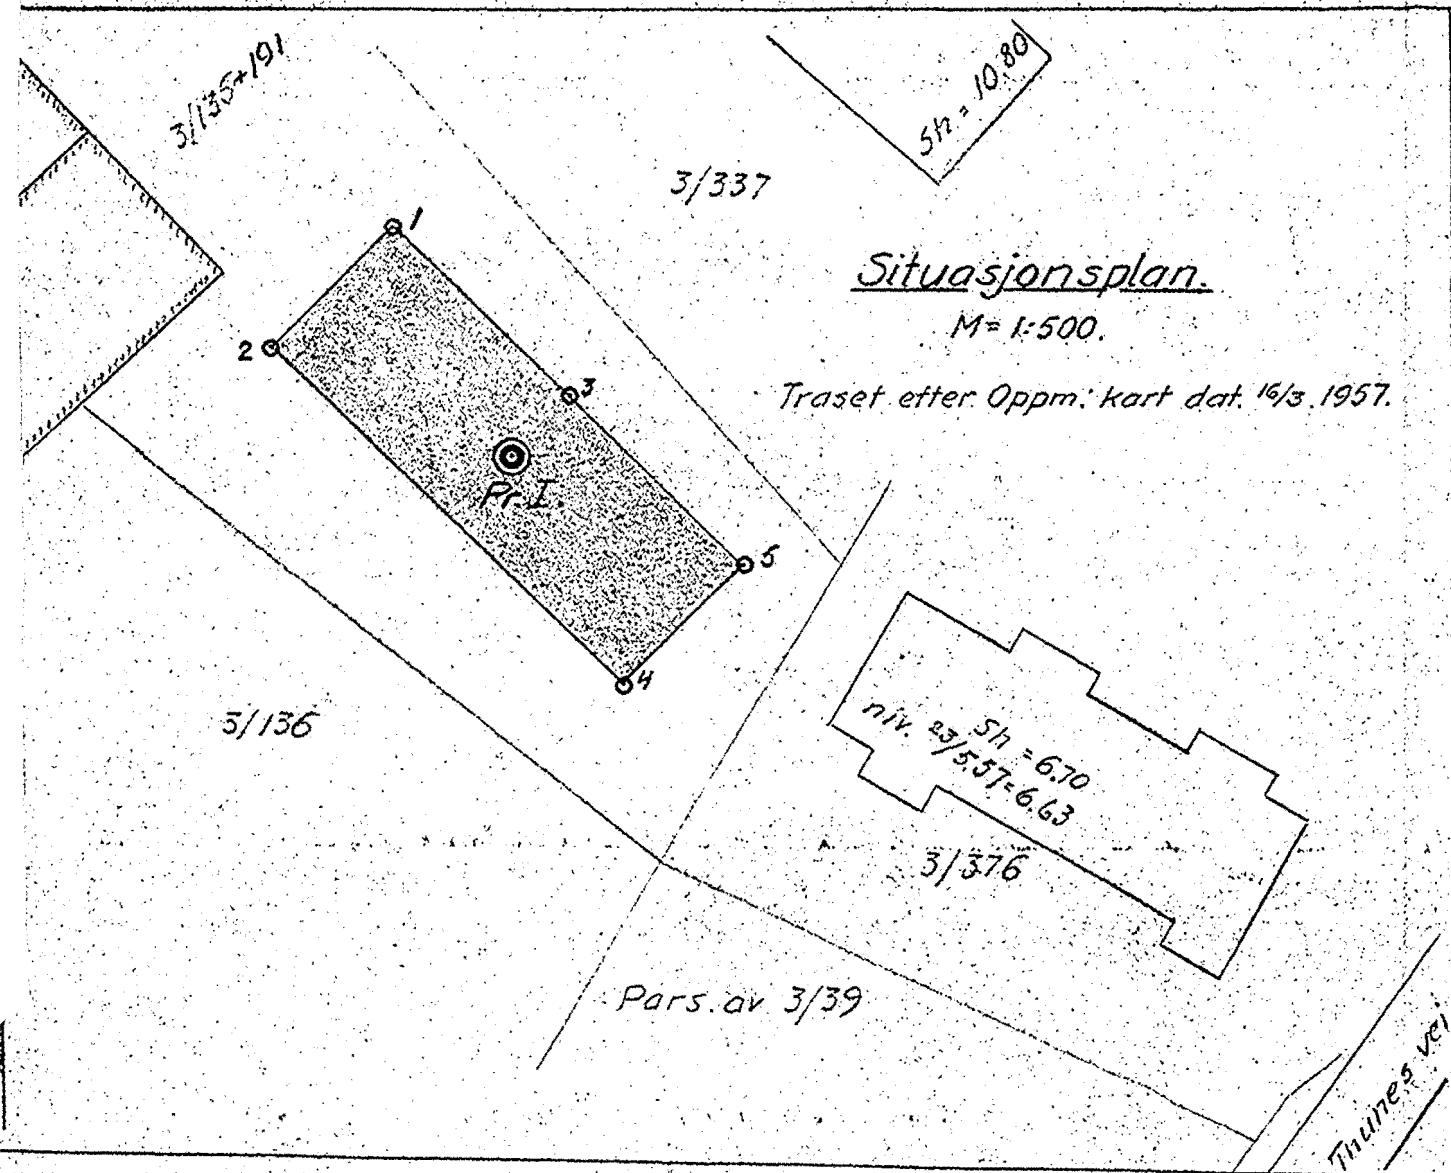 3/135+191
Sh = 10.80
3/337
1
Situasjonsplan.
M= 1:500.
2
3
Traset etter Oppm. kart dat. 16/3.1957.
Pr. I.
5
4
3/136
Sh = 6.70
niv. 23/5.57=6.63
3/376
Pars. av 3/39
Thunes vei